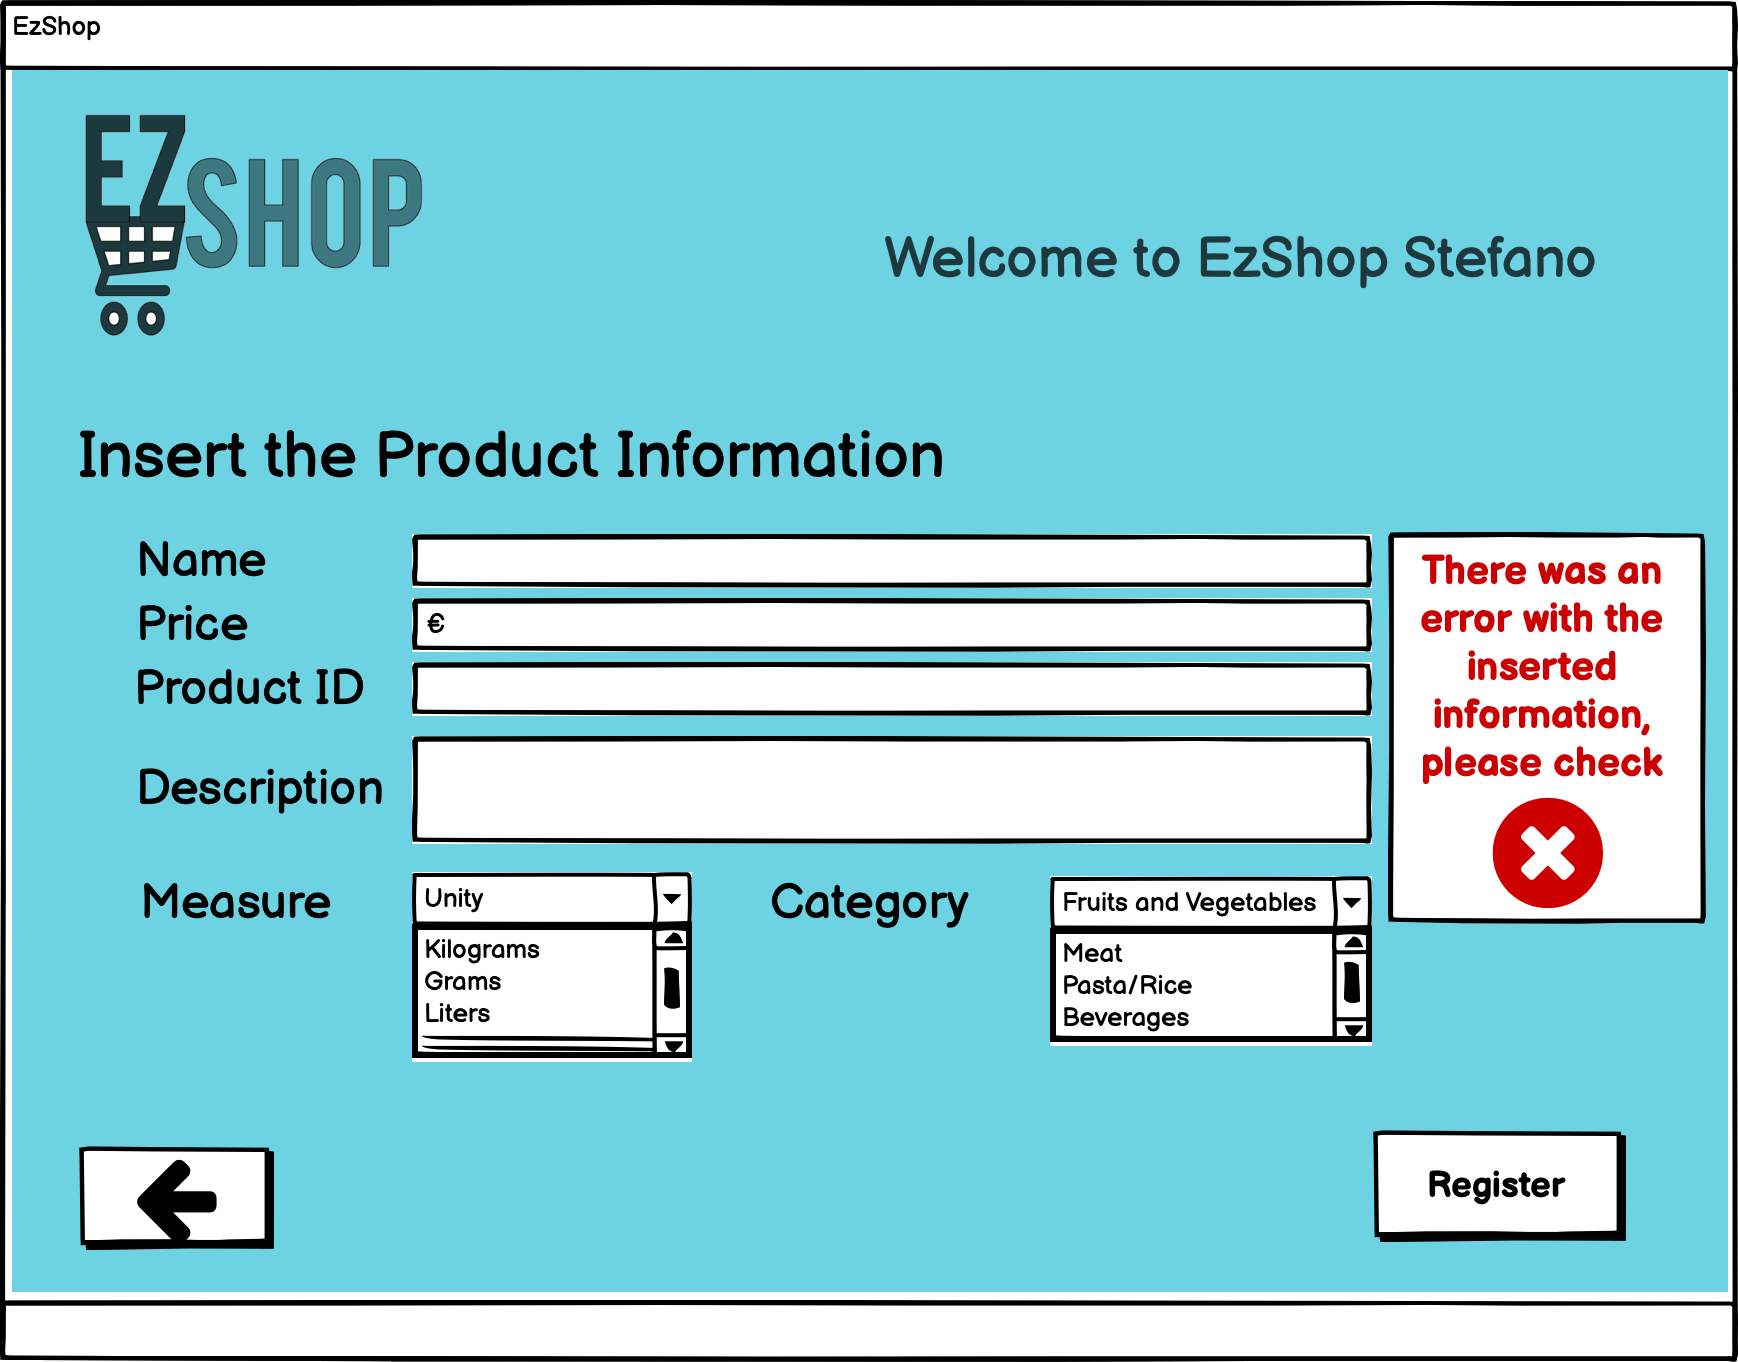 EzShop
EZSHOP
Welcome to EzShop Stefano
Insert the Product Information
Name
Price
€
Product ID
Description
There was an
error with the
inserted
information,
please check
Measure
Unity
Kilograms
Grams
Liters
Category
Fruits and Vegetables
Meat
Pasta/Rice
Beverages
Register